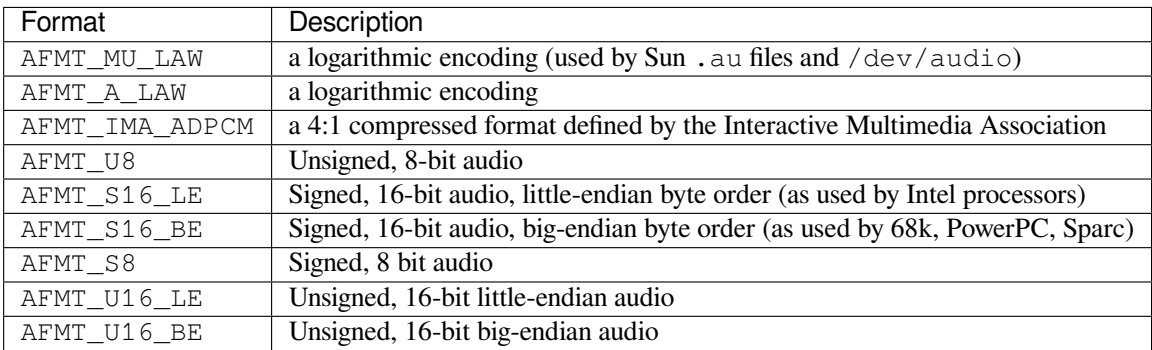 Format Description
AFMT_MU_LAW a logarithmic encoding (used by Sun .au files and /dev/audio)
AFMT_A_LAW a logarithmic encoding
AFMT_IMA_ADPCM a 4:1 compressed format defined by the Interactive Multimedia Association
AFMT_U8 Unsigned, 8-bit audio
AFMT_S16_LE Signed, 16-bit audio, little-endian byte order (as used by Intel processors)
AFMT_S16_BE Signed, 16-bit audio, big-endian byte order (as used by 68k, PowerPC, Sparc)
AFMT_S8 Signed, 8 bit audio
AFMT_U16_LE Unsigned, 16-bit little-endian audio
AFMT_U16_BE Unsigned, 16-bit big-endian audio